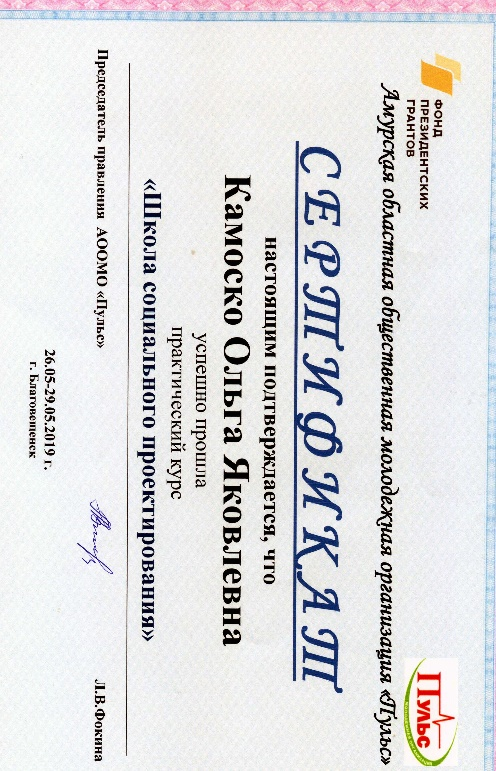 ФОНД
ПРЕЗИДЕНТСКИХ
ГРАНТОВ
Пульс
Амурская областная общественная молодежная организация «Пульс»
СЕРТИФИКАТ
настоящим подтверждается, что
Камоско Ольга Яковлевна
успешно прошла
практический курс
«Школа социального проектирования»
Председатель правления АООМО «Пульс» Л.В.Фокина
26.05-29.05.2019 г.
г. Благовещенск